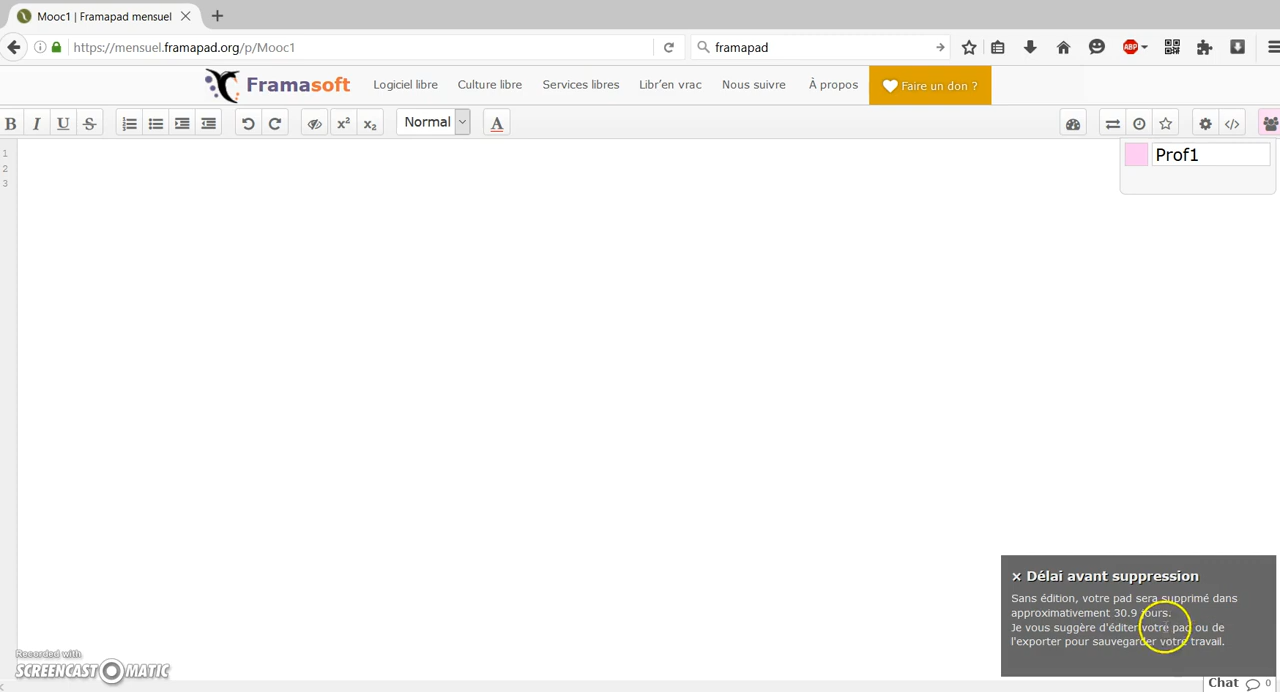 Mooc1 | Framapad mensuel
https://mensuel.framapad.org/p/Mooc1
framapad
ABP
Framasoft
Logiciel libre
Culture libre
Services libres
Libr'en vrac
Nous suivre
À propos
Faire un don ?
B I U S
x² x₂ Normal A
1
2
3
Prof1
× Délai avant suppression
Sans édition, votre pad sera supprimé dans
approximativement 30.9 jours.
Je vous suggère d'éditer votre pad ou de
l'exporter pour sauvegarder votre travail.
Recorded with
SCREENCAST MATIC
Chat 0